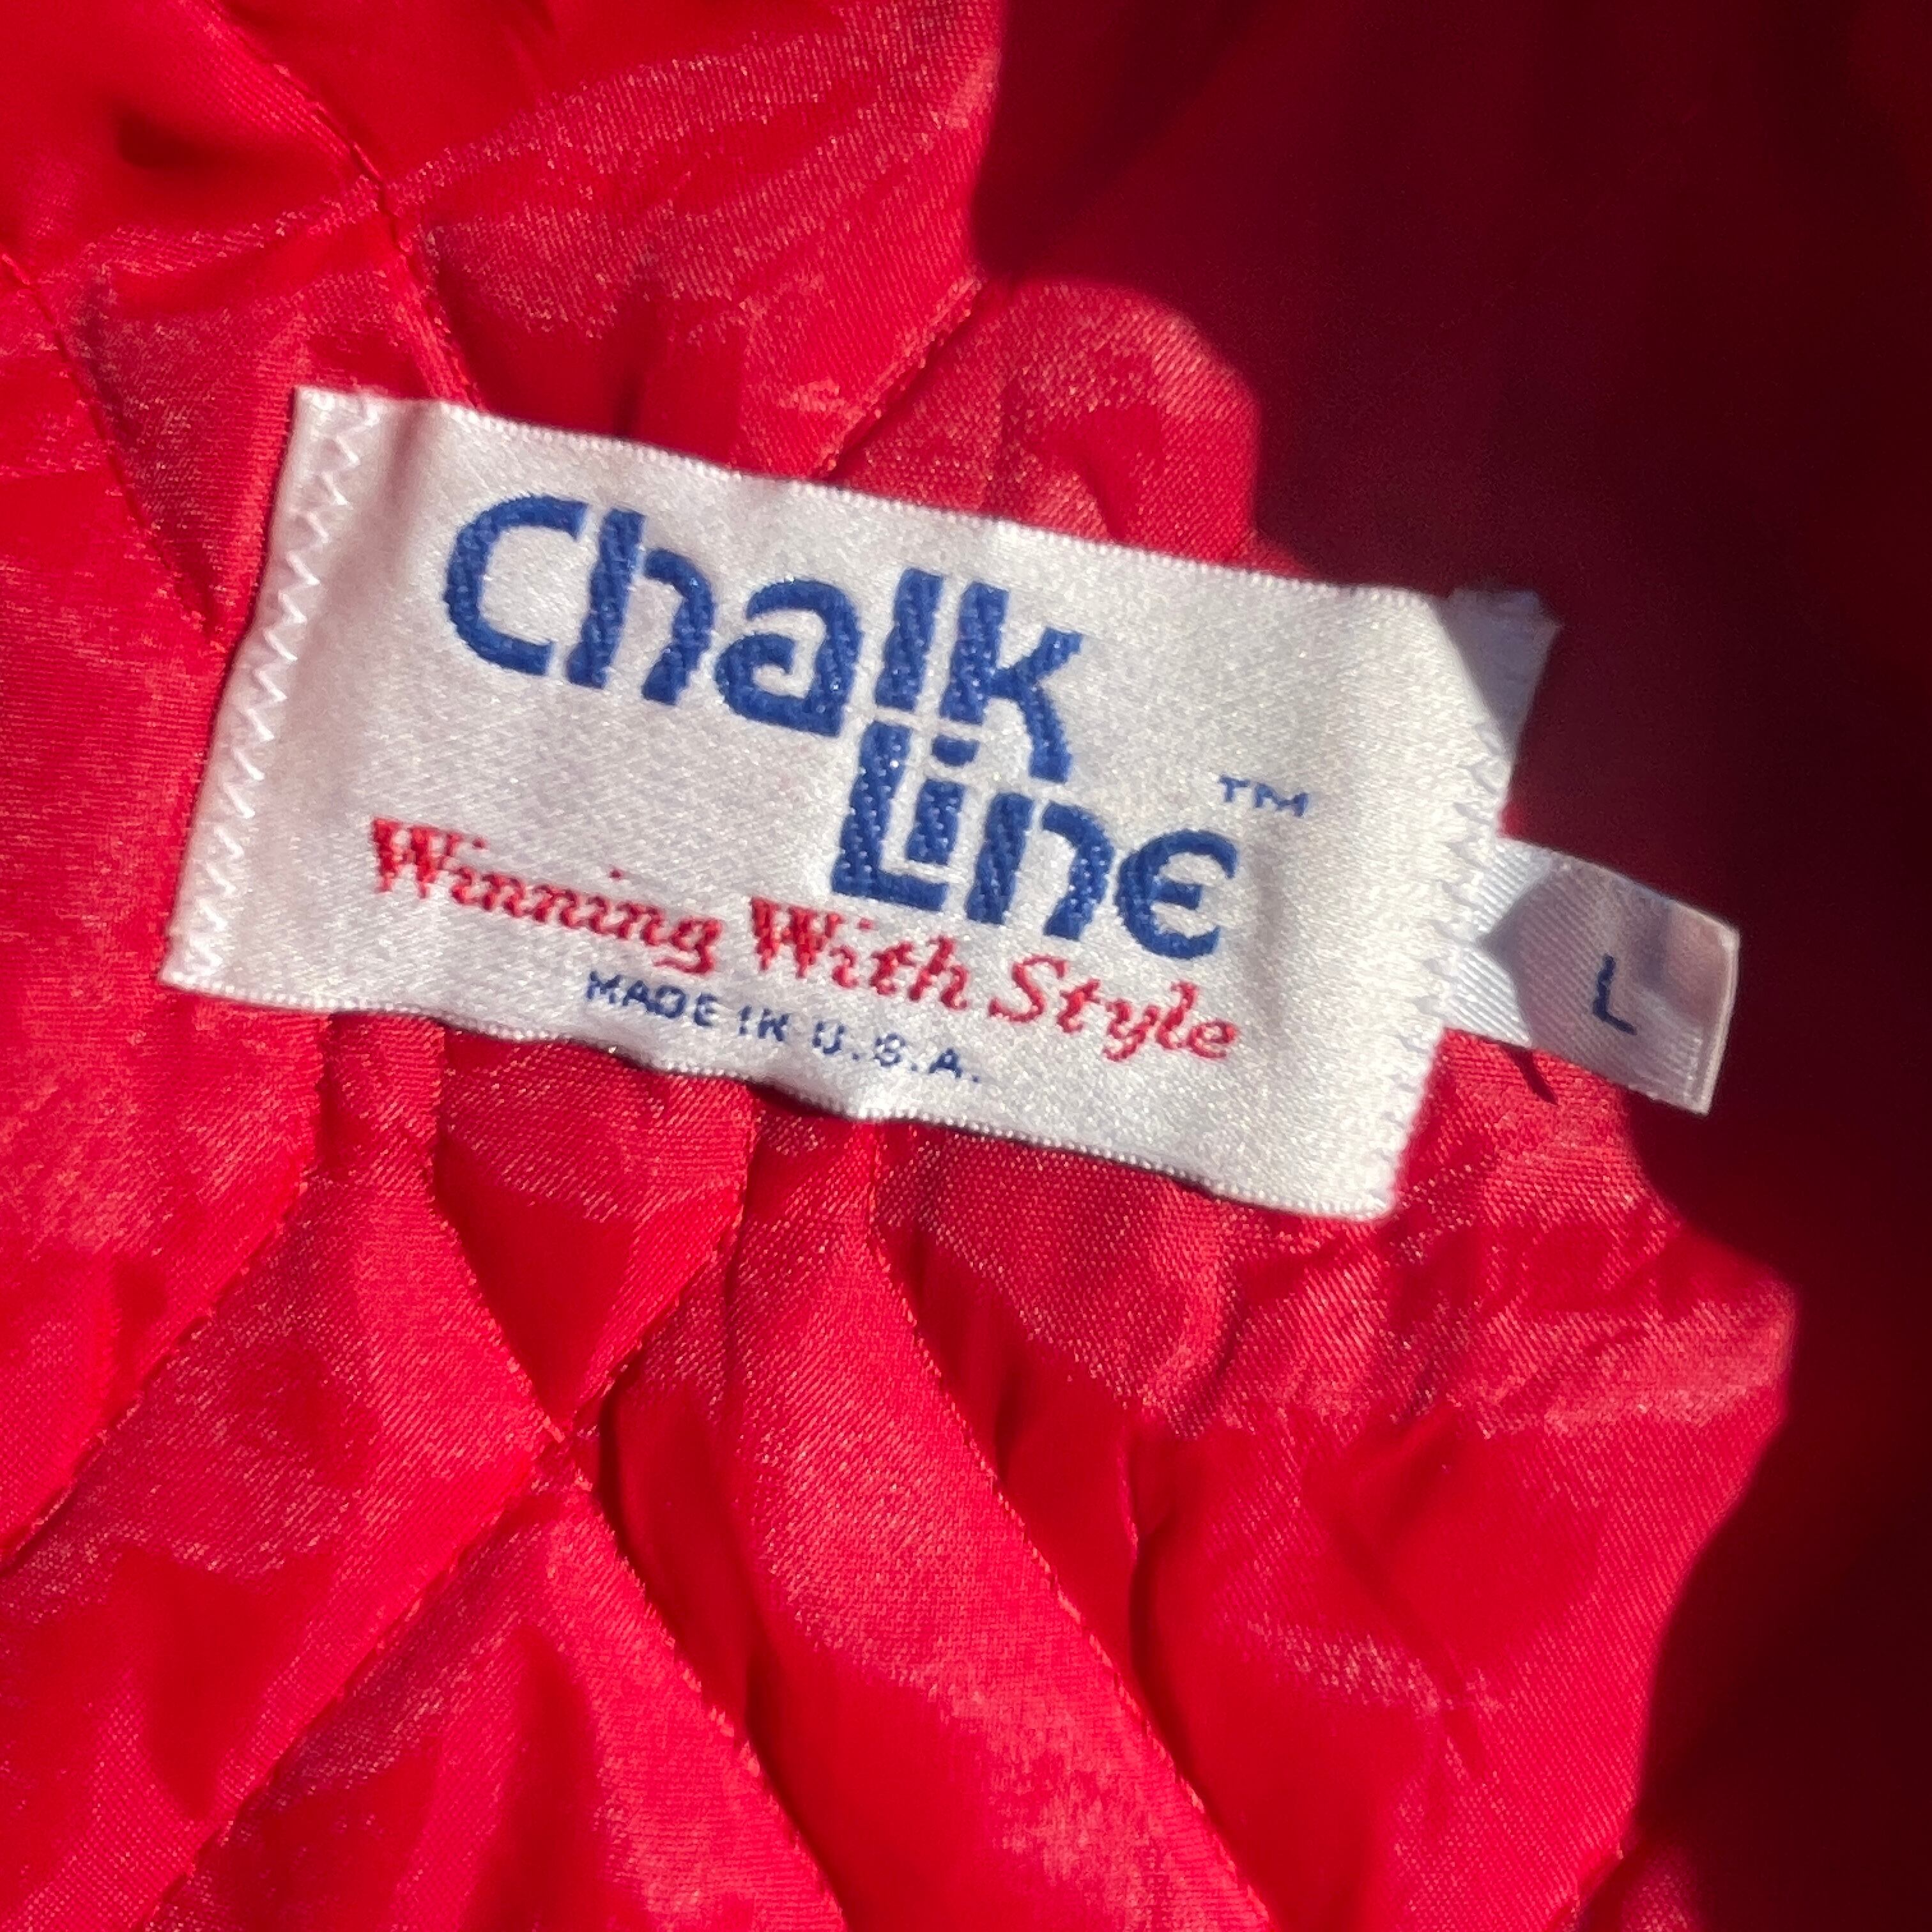 Chalk
Line™
Winning With Style
MADE IN U.S.A.
L